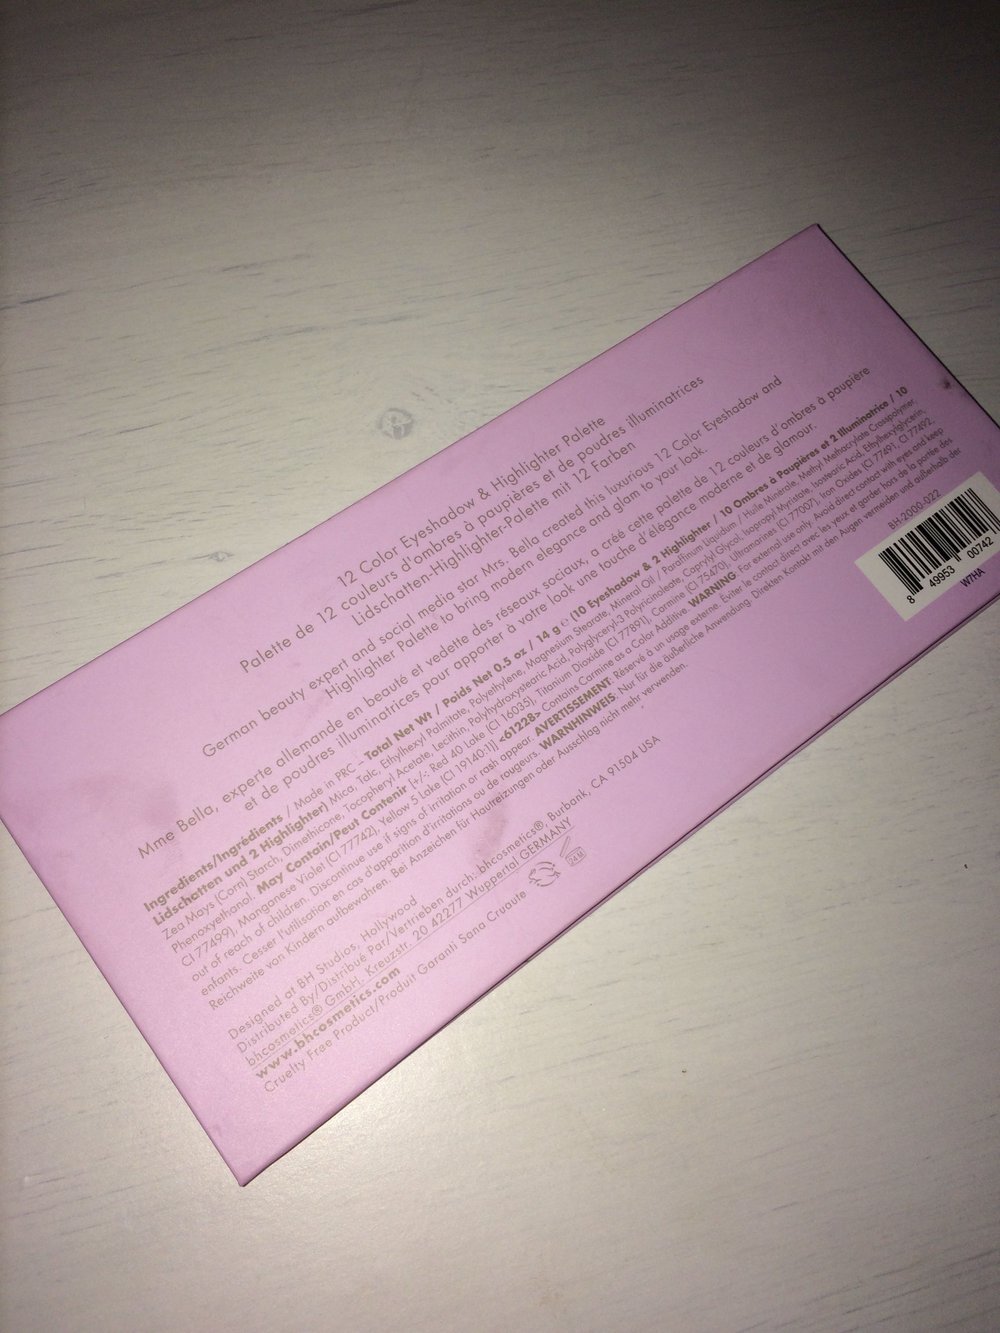 12 Color Eyeshadow & Highlighter Palette
Palette de 12 couleurs d'ombres à paupières et de poudres illuminatrices
Lidschatten-Highlighter-Palette mit 12 Farben
German beauty expert and social media star Mrs. Bella created this luxurious 12 Color Eyeshadow and
Highlighter Palette to bring modern elegance and glam to your look.
Mme Bella, experte allemande en beauté et vedette des réseaux sociaux, a créé cette palette de 12 couleurs d'ombres à paupière
et de poudres illuminatrices pour apporter à votre look une touche d'élégance moderne et de glamour.
Ingredients/Ingrédients / Made in PRC – Total Net Wt / Poids Net 0.5 oz / 14 g e (10 Eyeshadow & 2 Highlighter / 10 Ombres à Paupières et 2 Illuminatrice / 10
Lidschatten und 2 Highlighter) Mica, Talc, Ethylhexyl Palmitate, Polyethylene, Magnesium Stearate, Mineral Oil / Paraffinum Liquidum / Huile Minérale, Methyl Methacrylate Crosspolymer,
Zea Mays (Corn) Starch, Dimethicone, Tocopheryl Acetate, Lecithin, Polyhydroxystearic Acid, Polyglyceryl-3 Polyricinoleate, Caprylyl Glycol, Isopropyl Myristate, Isostearic Acid, Ethylhexylglycerin,
Phenoxyethanol. May Contain/Peut Contenir [+/-: Red 40 Lake (CI 16035), Titanium Dioxide (CI 77891), Carmine (CI 75470), Ultramarines (CI 77007), Iron Oxides (CI 77491, CI 77492,
CI 77499), Manganese Violet (CI 77742), Yellow 5 Lake (CI 19140:1)] <61228> Contains Carmine as a Color Additive. WARNING: For external use only. Avoid direct contact with eyes and keep
out of reach of children. Discontinue use if signs of irritation or rash appear. AVERTISSEMENT: Réservé à un usage externe. Eviter le contact direct avec les yeux et garder hors de la portée des
enfants. Cesser l'utilisation en cas d'apparition d'irritations ou de rougeurs. WARNHINWEIS: Nur für die äußerliche Anwendung. Direkten Kontakt mit den Augen vermeiden und außerhalb der
Reichweite von Kindern aufbewahren. Bei Anzeichen für Hautreizungen oder Ausschlag nicht mehr verwenden.
Designed at BH Studios, Hollywood
Distributed By/Distribué Par/Vertrieben durch: bhcosmetics®, Burbank, CA 91504 USA
bhcosmetics® GmbH, Kreuzstr. 20 42277 Wuppertal GERMANY
www.bhcosmetics.com
Cruelty Free Product/Produit Garanti Sana Cruaute
24 M
BH-2000-022
8 49953 00742
W7HA